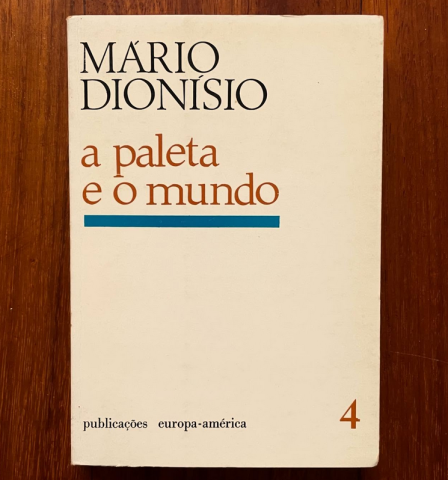 MÁRIO
DIONÍSIO
a paleta
e o mundo
publicações europa-américa 4